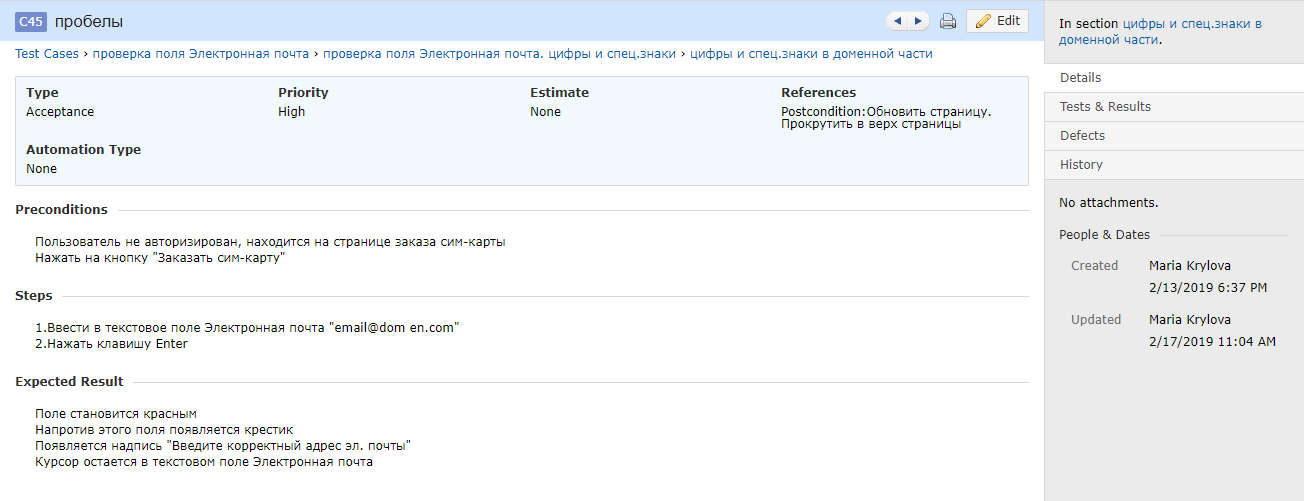 C45 пробелы
Edit
Test Cases › проверка поля Электронная почта › проверка поля Электронная почта. цифры и спец.знаки › цифры и спец.знаки в доменной части
Type Priority Estimate References
Acceptance High None Postcondition:Обновить страницу.
Прокрутить в верх страницы
Automation Type
None
Preconditions
Пользователь не авторизирован, находится на странице заказа сим-карты
Нажать на кнопку "Заказать сим-карту"
Steps
1.Ввести в текстовое поле Электронная почта "email@dom en.com"
2.Нажать клавишу Enter
Expected Result
Поле становится красным
Напротив этого поля появляется крестик
Появляется надпись "Введите корректный адрес эл. почты"
Курсор остается в текстовом поле Электронная почта
In section цифры и спец.знаки в
доменной части.
Details
Tests & Results
Defects
History
No attachments.
People & Dates
Created Maria Krylova
2/13/2019 6:37 PM
Updated Maria Krylova
2/17/2019 11:04 AM